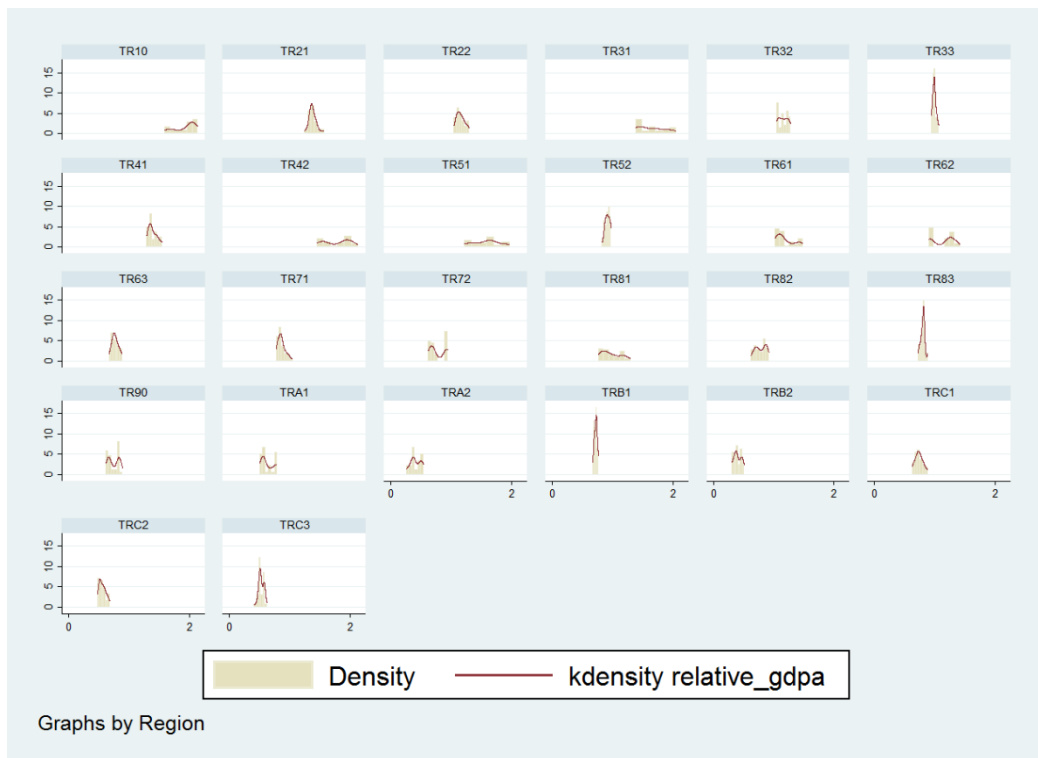 TR10 TR21 TR22 TR31 TR32 TR33
15
10
5
0
TR41 TR42 TR51 TR52 TR61 TR62
15
10
5
0
TR63 TR71 TR72 TR81 TR82 TR83
15
10
5
0
TR90 TRA1 TRA2 TRB1 TRB2 TRC1
15
10
5
0
0 2 0 2 0 2 0 2
TRC2 TRC3
15
10
5
0
0 2 0 2
Density kdensity relative_gdpa
Graphs by Region